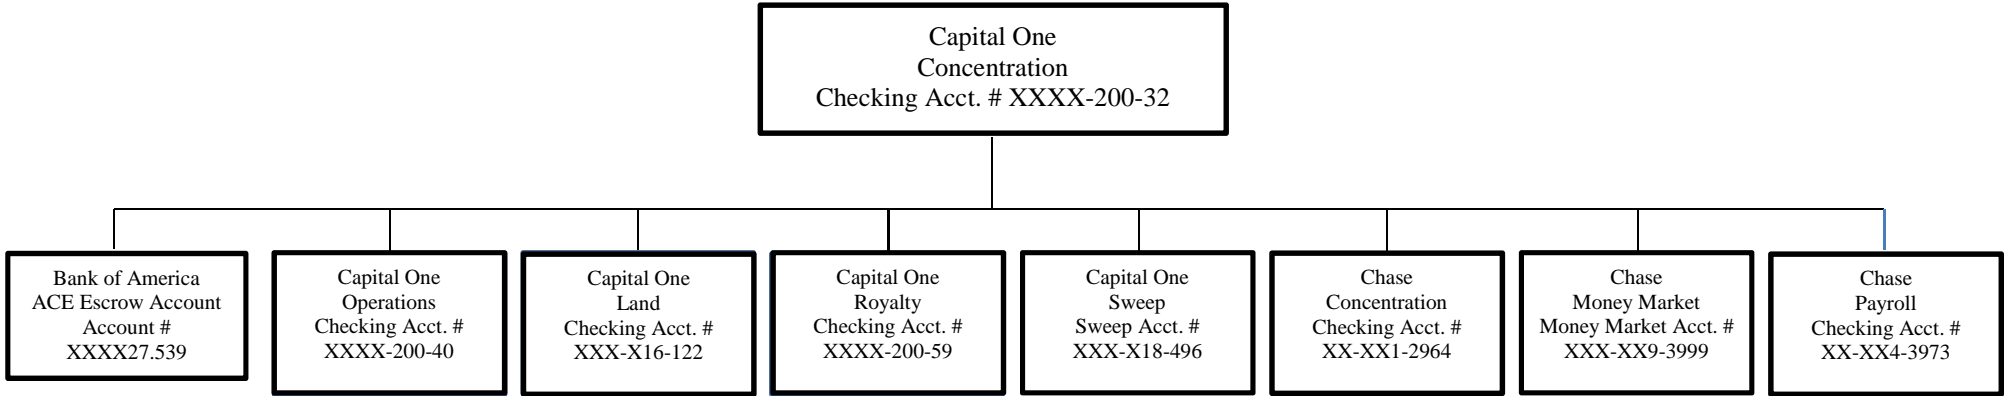 Capital One
Concentration
Checking Acct. # XXXX-200-32
Bank of America
ACE Escrow Account
Account #
XXXX27.539
Capital One
Operations
Checking Acct. #
XXXX-200-40
Capital One
Land
Checking Acct. #
XXX-X16-122
Capital One
Royalty
Checking Acct. #
XXXX-200-59
Capital One
Sweep
Sweep Acct. #
XXX-X18-496
Chase
Concentration
Checking Acct. #
XX-XX1-2964
Chase
Money Market
Money Market Acct. #
XXX-XX9-3999
Chase
Payroll
Checking Acct. #
XX-XX4-3973